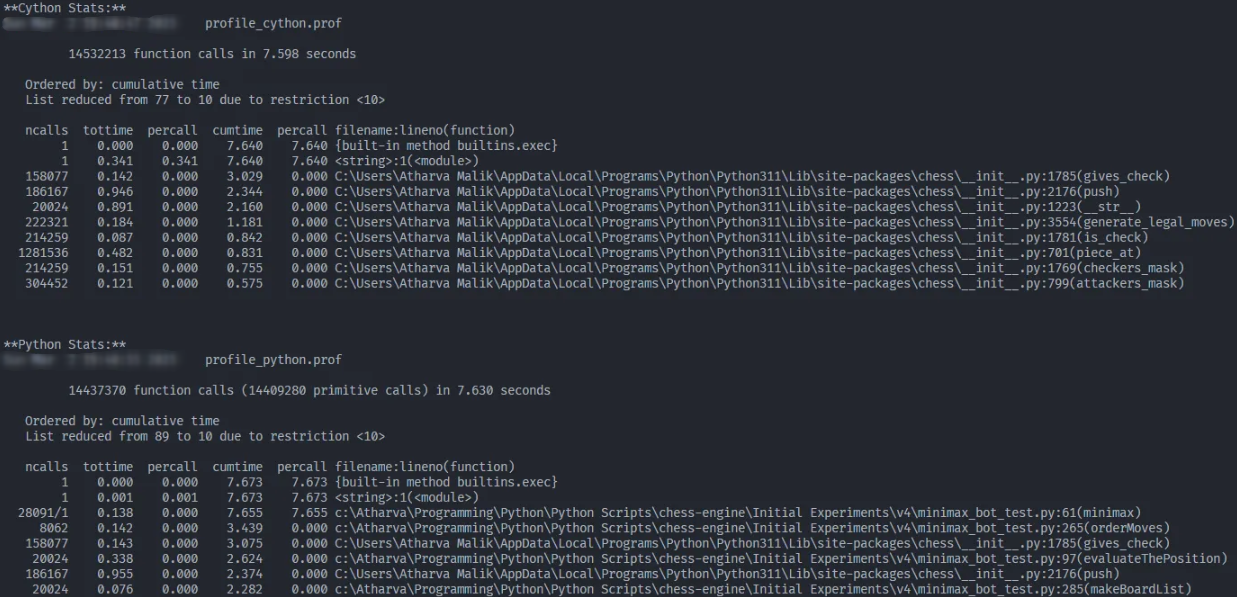 **Cython Stats:**
profile_cython.prof
14532213 function calls in 7.598 seconds
Ordered by: cumulative time
List reduced from 77 to 10 due to restriction <10>
ncalls tottime percall cumtime percall filename:lineno(function)
1 0.000 0.000 7.640 7.640 {built-in method builtins.exec}
1 0.341 0.341 7.640 7.640 <string>:1(<module>)
158077 0.142 0.000 3.029 0.000 C:\Users\Atharva Malik\AppData\Local\Programs\Python\Python311\Lib\site-packages\chess\__init__.py:1785(gives_check)
186167 0.946 0.000 2.344 0.000 C:\Users\Atharva Malik\AppData\Local\Programs\Python\Python311\Lib\site-packages\chess\__init__.py:2176(push)
20024 0.891 0.000 2.160 0.000 C:\Users\Atharva Malik\AppData\Local\Programs\Python\Python311\Lib\site-packages\chess\__init__.py:1223(__str__)
222321 0.184 0.000 1.181 0.000 C:\Users\Atharva Malik\AppData\Local\Programs\Python\Python311\Lib\site-packages\chess\__init__.py:3554(generate_legal_moves)
214259 0.087 0.000 0.842 0.000 C:\Users\Atharva Malik\AppData\Local\Programs\Python\Python311\Lib\site-packages\chess\__init__.py:1781(is_check)
1281536 0.482 0.000 0.831 0.000 C:\Users\Atharva Malik\AppData\Local\Programs\Python\Python311\Lib\site-packages\chess\__init__.py:701(piece_at)
214259 0.151 0.000 0.755 0.000 C:\Users\Atharva Malik\AppData\Local\Programs\Python\Python311\Lib\site-packages\chess\__init__.py:1769(checkers_mask)
304452 0.121 0.000 0.575 0.000 C:\Users\Atharva Malik\AppData\Local\Programs\Python\Python311\Lib\site-packages\chess\__init__.py:799(attackers_mask)
**Python Stats:**
profile_python.prof
14437370 function calls (14409280 primitive calls) in 7.630 seconds
Ordered by: cumulative time
List reduced from 89 to 10 due to restriction <10>
ncalls tottime percall cumtime percall filename:lineno(function)
1 0.000 0.000 7.673 7.673 {built-in method builtins.exec}
1 0.001 0.001 7.673 7.673 <string>:1(<module>)
28091/1 0.138 0.000 7.655 7.655 c:\Atharva\Programming\Python\Python Scripts\chess-engine\Initial Experiments\v4\minimax_bot_test.py:61(minimax)
8062 0.142 0.000 3.439 0.000 c:\Atharva\Programming\Python\Python Scripts\chess-engine\Initial Experiments\v4\minimax_bot_test.py:265(orderMoves)
158077 0.143 0.000 3.075 0.000 C:\Users\Atharva Malik\AppData\Local\Programs\Python\Python311\Lib\site-packages\chess\__init__.py:1785(gives_check)
20024 0.338 0.000 2.624 0.000 c:\Atharva\Programming\Python\Python Scripts\chess-engine\Initial Experiments\v4\minimax_bot_test.py:97(evaluateThePosition)
186167 0.955 0.000 2.374 0.000 C:\Users\Atharva Malik\AppData\Local\Programs\Python\Python311\Lib\site-packages\chess\__init__.py:2176(push)
20024 0.076 0.000 2.282 0.000 c:\Atharva\Programming\Python\Python Scripts\chess-engine\Initial Experiments\v4\minimax_bot_test.py:285(makeBoardList)